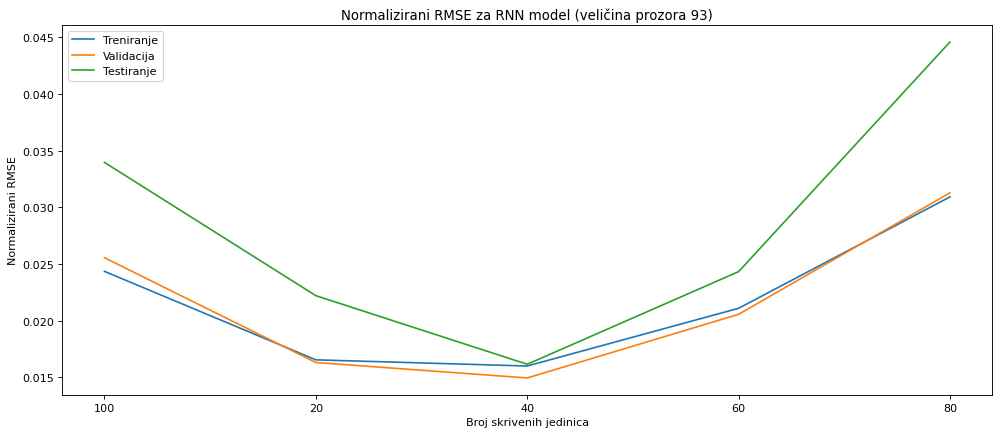 Normalizirani RMSE za RNN model (veličina prozora 93)
Treniranje
Validacija
Testiranje
Normalizirani RMSE
0.045
0.040
0.035
0.030
0.025
0.020
0.015
100 20 40 60 80
Broj skrivenih jedinica